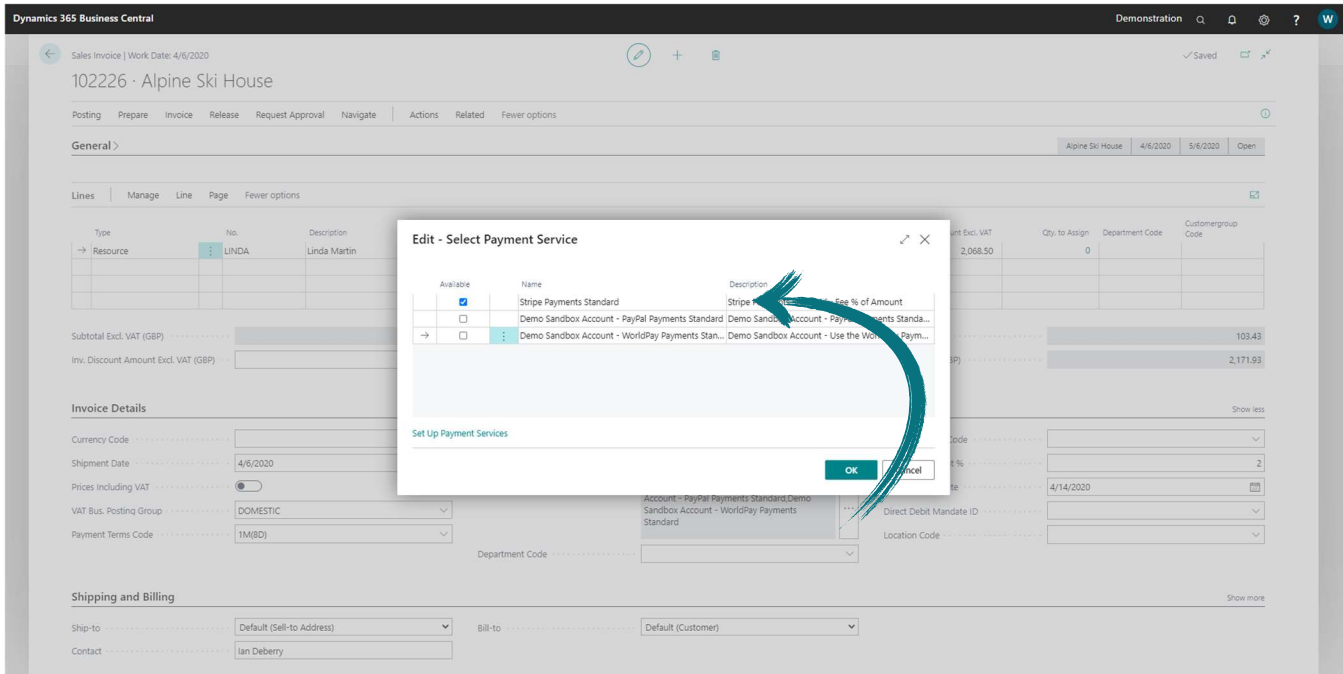 Dynamics 365 Business Central
Demonstration
?
W
Sales Invoice | Work Date: 4/6/2020
Saved
102226 · Alpine Ski House
Posting Prepare Invoice Release Request Approval Navigate Actions Related Fewer options
General
Alpine Ski House 4/6/2020 5/6/2020 Open
Lines Manage Line Page Fewer options
Type No. Description
Excl. VAT Qty. to Assign Department Code Customergroup Code
Resource LINDA Linda Martin
2,068.50 0
Edit - Select Payment Service
Available Name Description
Stripe Payments Standard Stripe - Fee % of Amount
Demo Sandbox Account - PayPal Payments Standard Demo Account - Standa...
Demo Sandbox Account - WorldPay Payments Stan... Demo Sandbox Account - Use the Paym...
Set Up Payment Services
OK
Subtotal Excl. VAT (GBP)
103.43
Inv. Discount Amount Excl. VAT (GBP)
2,171.93
Invoice Details
Show less
Currency Code
Shipment Date 4/6/2020
2
Prices Including VAT
4/14/2020
VAT Bus. Posting Group DOMESTIC
Account - PayPal Payments Standard,Demo
Sandbox Account - WorldPay Payments
Standard
Direct Debit Mandate ID
Payment Terms Code 1M(8D)
Location Code
Department Code
Shipping and Billing
Show more
Ship-to Default (Sell-to Address)
Bill-to Default (Customer)
Contact Ian Deberry